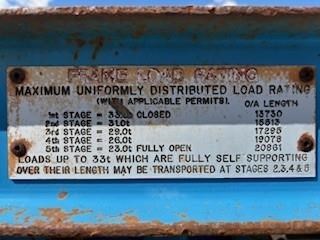 FRAME LOAD RATING
MAXIMUM UNIFORMLY DISTRIBUTED LOAD RATING
(WITH APPLICABLE PERMITS). O/A LENGTH
1st STAGE = CLOSED 13730
2nd STAGE = 31.0t 15513
3rd STAGE = 29.0t 17295
4th STAGE = 26.0t 19078
5th STAGE = 23.0t FULLY OPEN 20861
LOADS UP TO 33t WHICH ARE FULLY SELF SUPPORTING
OVER THEIR LENGTH MAY BE TRANSPORTED AT STAGES 2,3,4&5